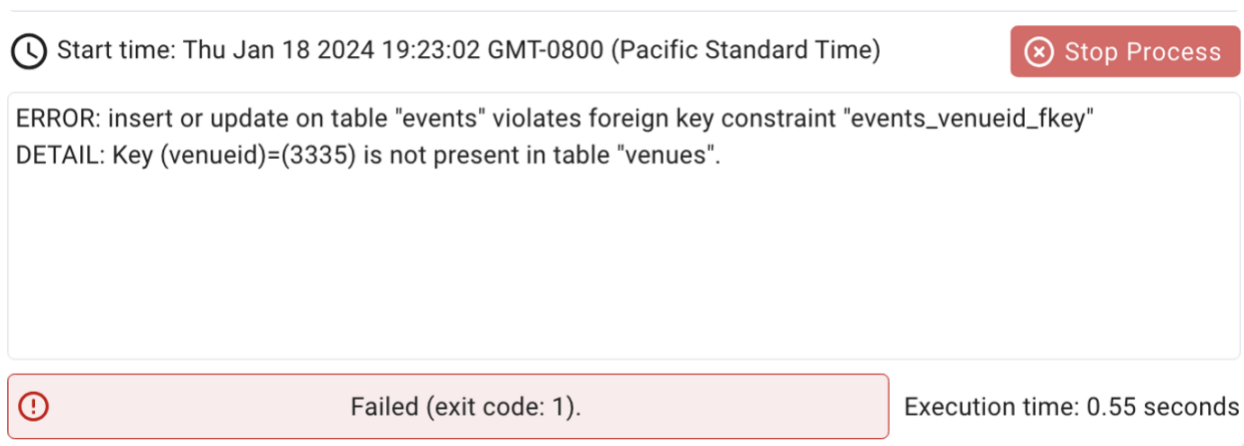 Start time: Thu Jan 18 2024 19:23:02 GMT-0800 (Pacific Standard Time)
Stop Process
ERROR: insert or update on table "events" violates foreign key constraint "events_venueid_fkey"
DETAIL: Key (venueid)=(3335) is not present in table "venues".
Failed (exit code: 1).
Execution time: 0.55 seconds